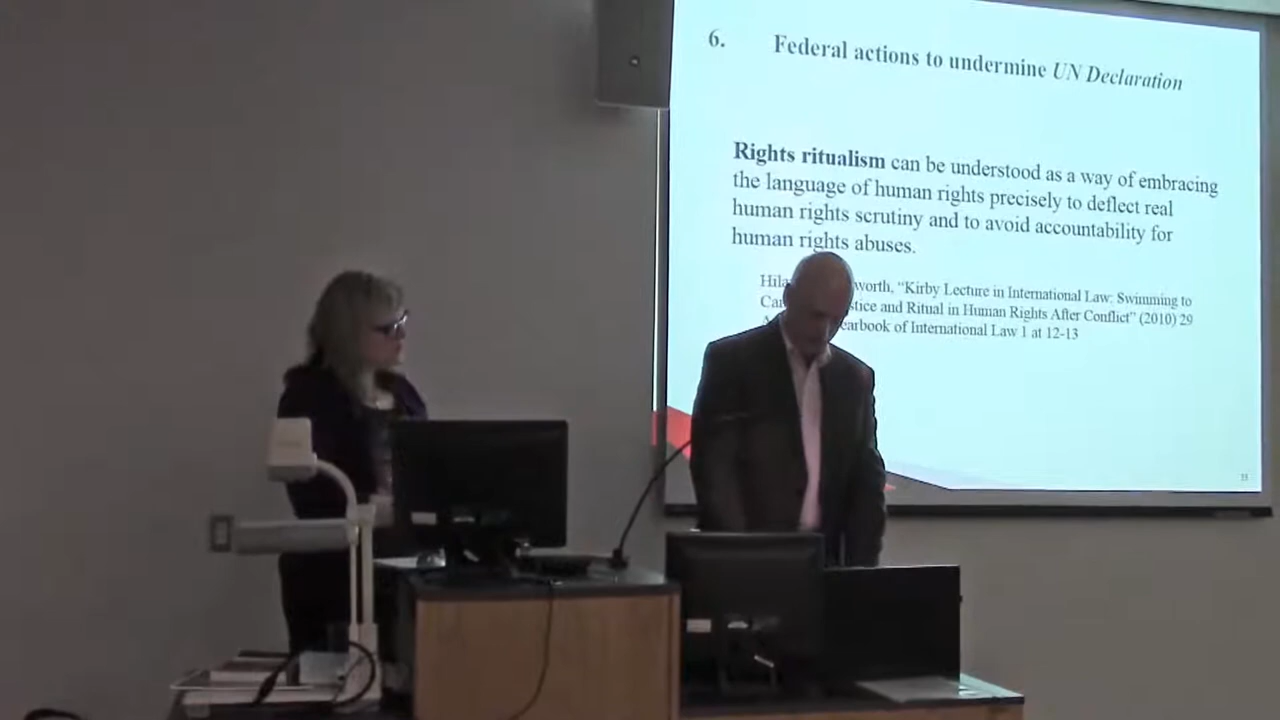 6. Federal actions to undermine UN Declaration
Rights ritualism can be understood as a way of embracing
the language of human rights precisely to deflect real
human rights scrutiny and to avoid accountability for
human rights abuses.
worth, “Kirby Lecture in International Law: Swimming to
and Ritual in Human Rights After Conflict” (2010) 29
of International Law 1 at 12-13